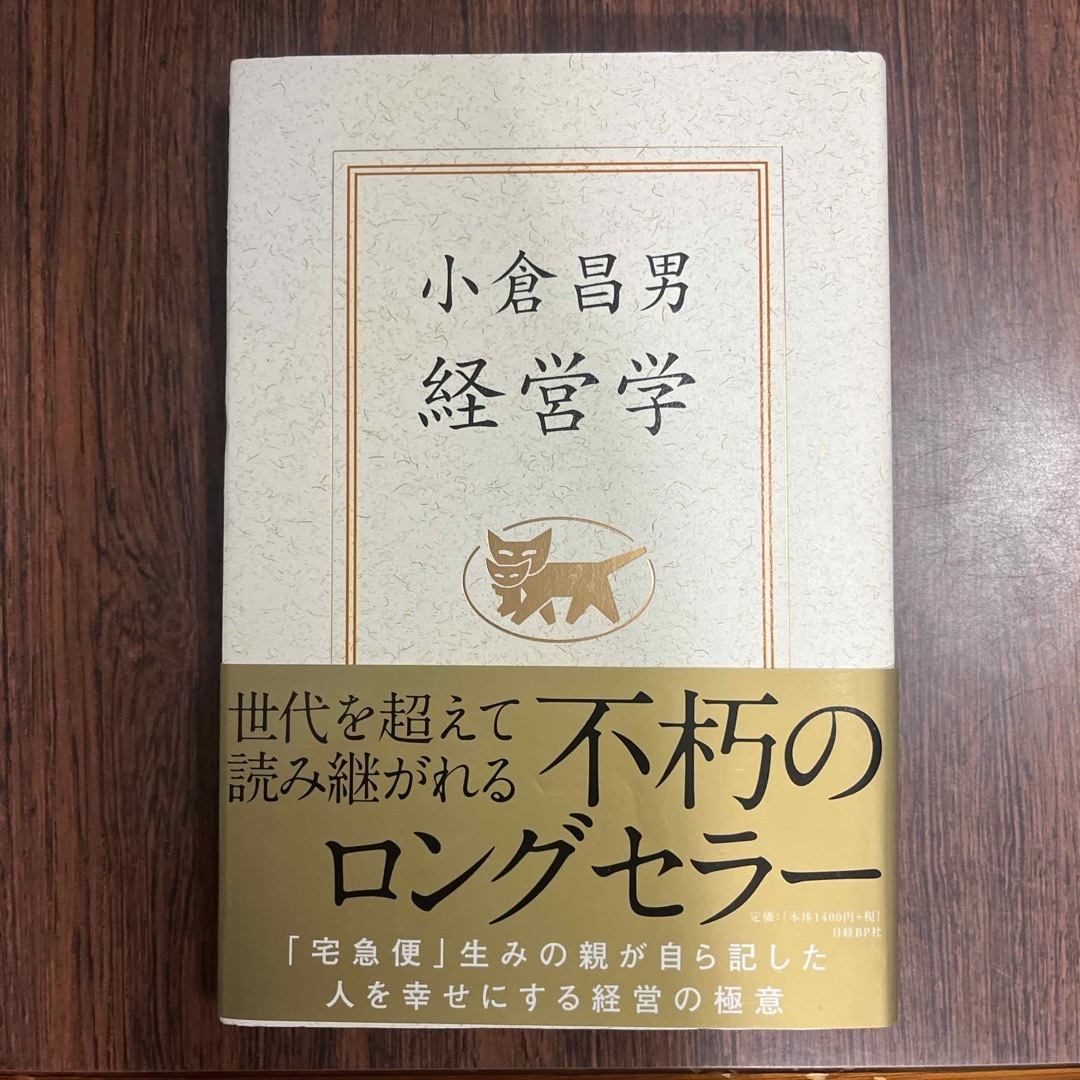 小倉昌男
経営学
世代を超えて
読み継がれる
不朽の
ロングセラー
定価:[本体1400円+税]
日経BP社
「宅急便」生みの親が自ら記した
人を幸せにする経営の極意